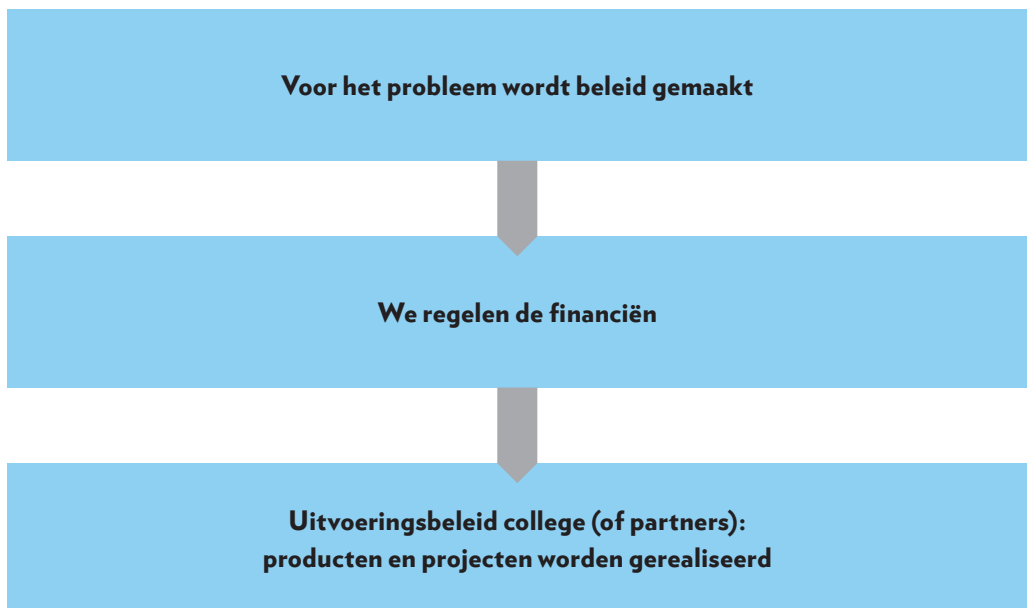 Voor het probleem wordt beleid gemaakt
We regelen de financiën
Uitvoeringsbeleid college (of partners):
producten en projecten worden gerealiseerd